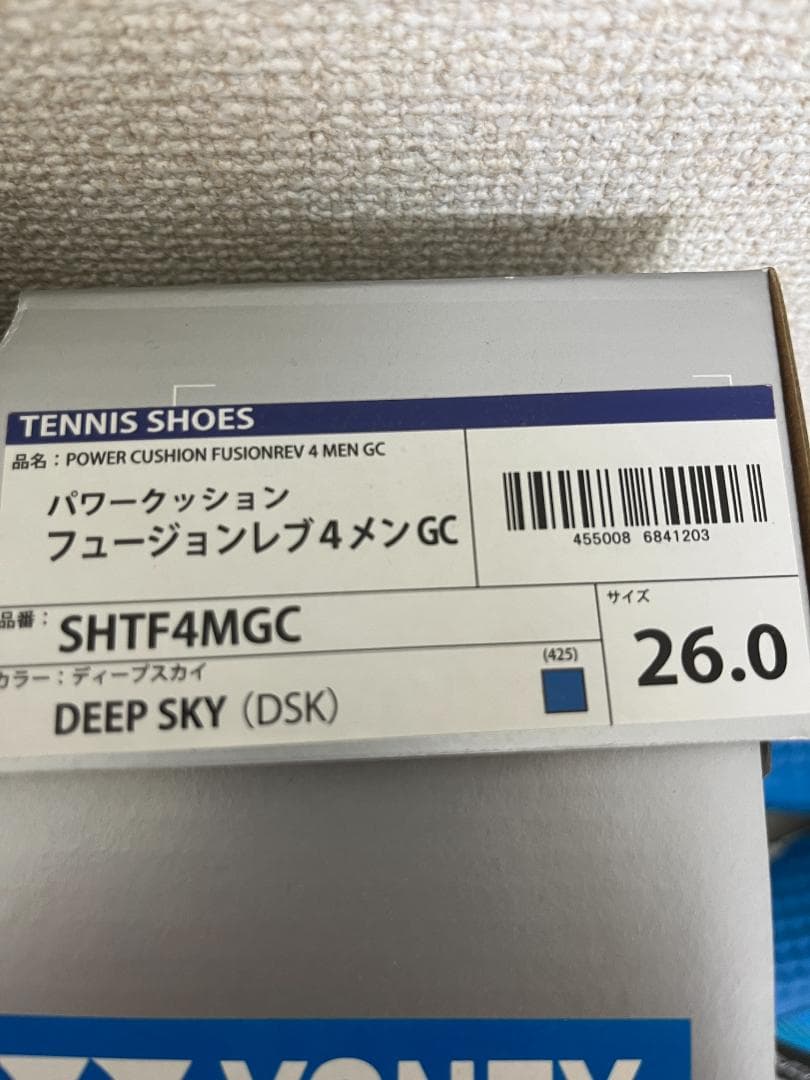 TENNIS SHOES
品名：POWER CUSHION FUSIONREV 4 MEN GC
パワークッション
フュージョンレブ4メンGC
455008 6841203
品番：
SHTF4MGC
カラー：ディープスカイ
DEEP SKY（DSK）
(425)
サイズ
26.0
YONEX